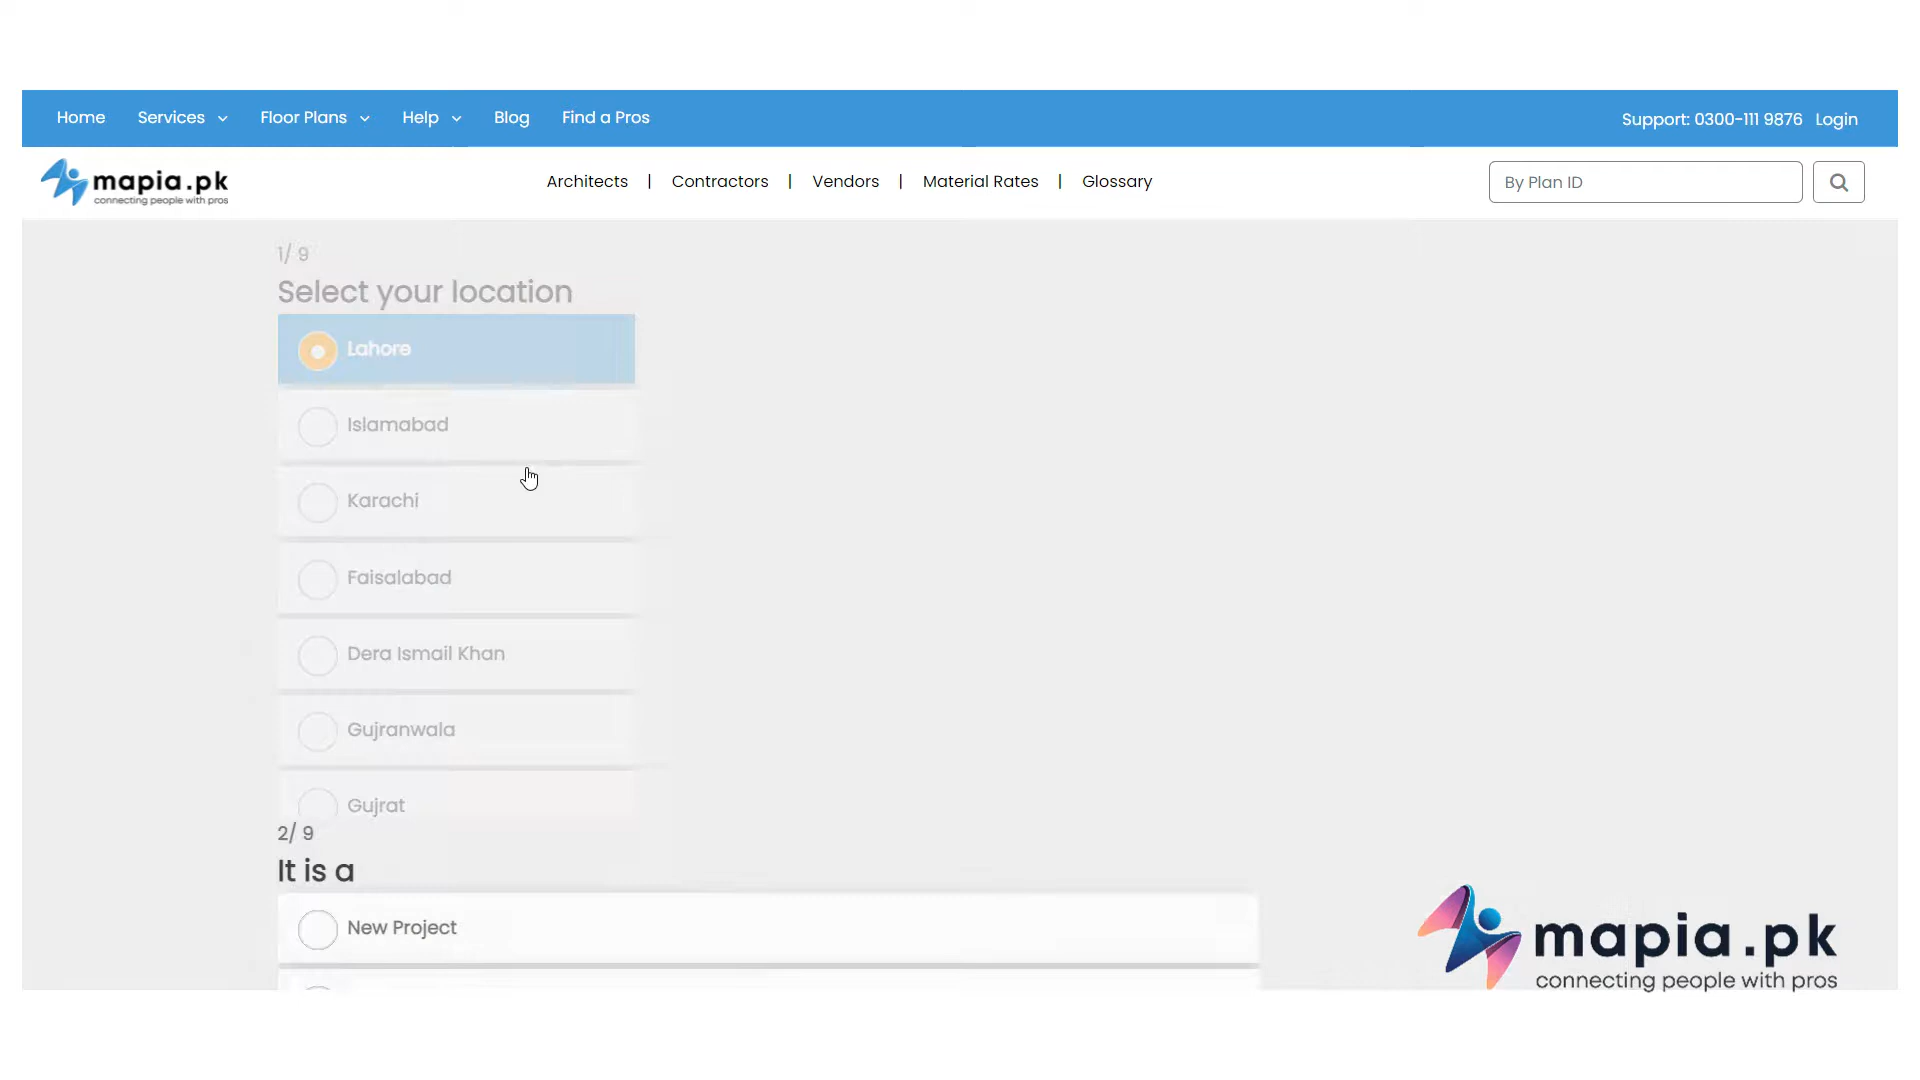 Home Services Floor Plans Help Blog Find a Pros Support: 0300-111 9876 Login
mapia.pk
connecting people with pros
Architects | Contractors | Vendors | Material Rates | Glossary
By Plan ID
1/ 9
Select your location
Lahore
Islamabad
Karachi
Faisalabad
Dera Ismail Khan
Gujranwala
Gujrat
2/ 9
It is a
New Project
mapia.pk
connecting people with pros